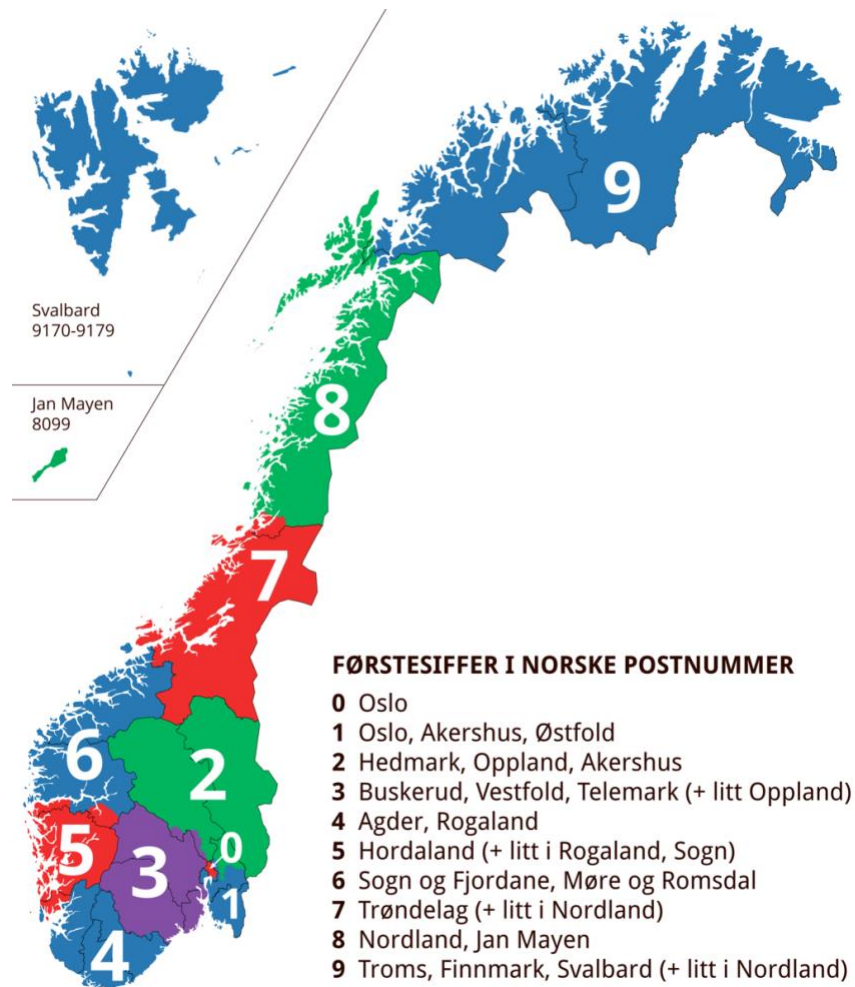 Svalbard
9170-9179
Jan Mayen
8099
9
8
7
6
2
5
3
0
1
4
FØRSTESIFFER I NORSKE POSTNUMMER
0 Oslo
1 Oslo, Akershus, Østfold
2 Hedmark, Oppland, Akershus
3 Buskerud, Vestfold, Telemark (+ litt Oppland)
4 Agder, Rogaland
5 Hordaland (+ litt i Rogaland, Sogn)
6 Sogn og Fjordane, Møre og Romsdal
7 Trøndelag (+ litt i Nordland)
8 Nordland, Jan Mayen
9 Troms, Finnmark, Svalbard (+ litt i Nordland)